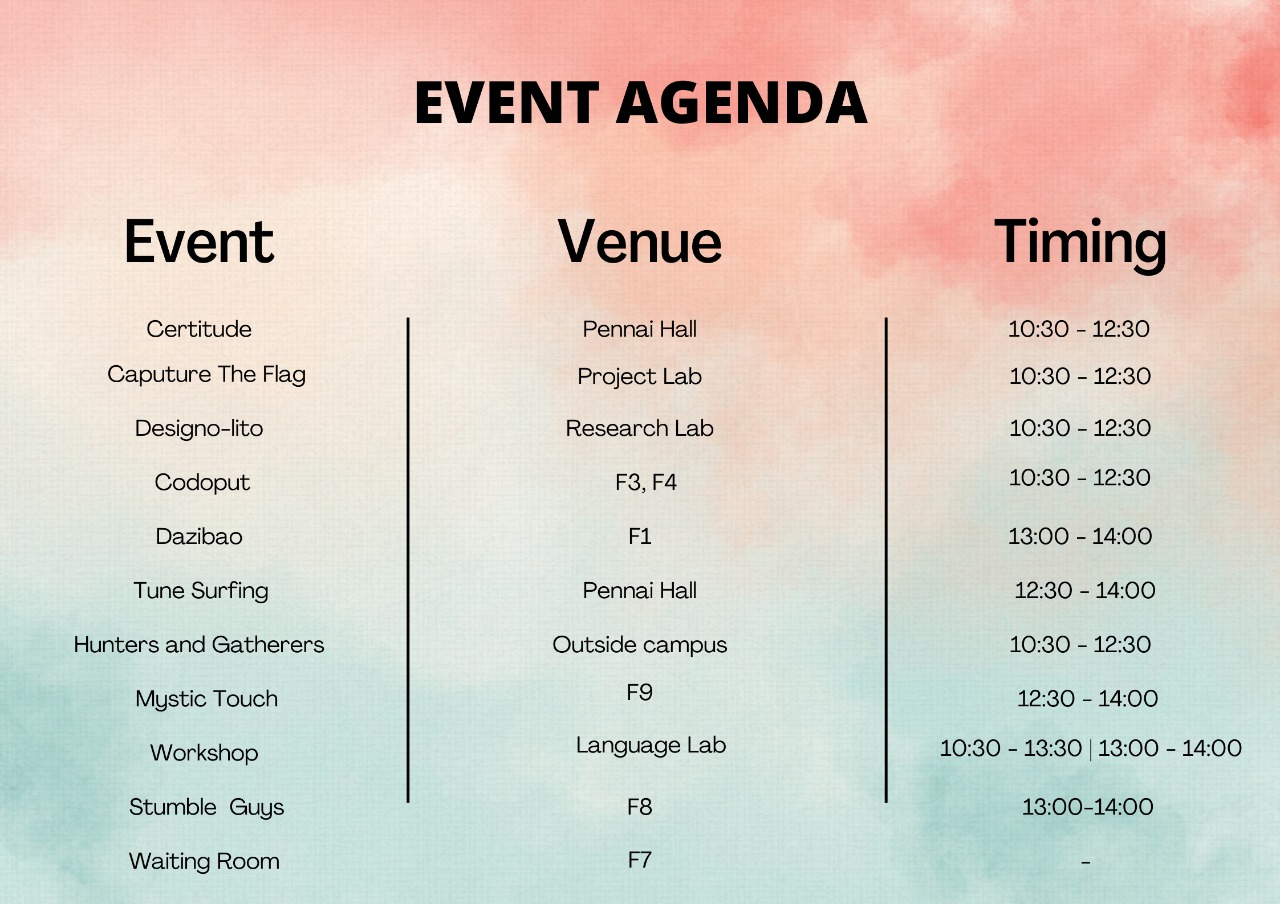 EVENT AGENDA
Event Venue Timing
Certitude Pennai Hall 10:30 - 12:30
Caputure The Flag Project Lab 10:30 - 12:30
Designo-lito Research Lab 10:30 - 12:30
Codoput F3, F4 10:30 - 12:30
Dazibao F1 13:00 - 14:00
Tune Surfing Pennai Hall 12:30 - 14:00
Hunters and Gatherers Outside campus 10:30 - 12:30
Mystic Touch F9 12:30 - 14:00
Workshop Language Lab 10:30 - 13:30 | 13:00 - 14:00
Stumble Guys F8 13:00-14:00
Waiting Room F7 -